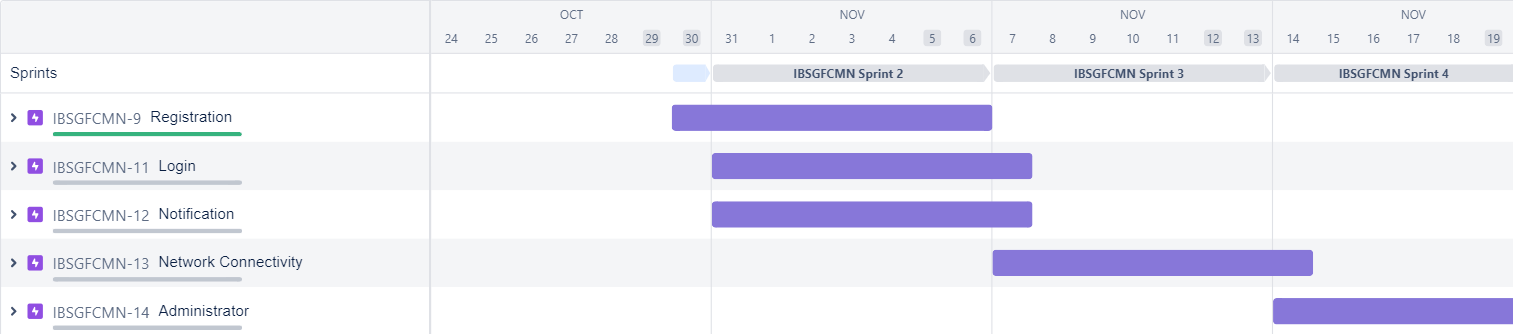 OCT NOV NOV NOV
24 25 26 27 28 29 30 31 1 2 3 4 5 6 7 8 9 10 11 12 13 14 15 16 17 18 19
Sprints IBSGFCMN Sprint 2 IBSGFCMN Sprint 3 IBSGFCMN Sprint 4
IBSGFCMN-9 Registration
IBSGFCMN-11 Login
IBSGFCMN-12 Notification
IBSGFCMN-13 Network Connectivity
IBSGFCMN-14 Administrator